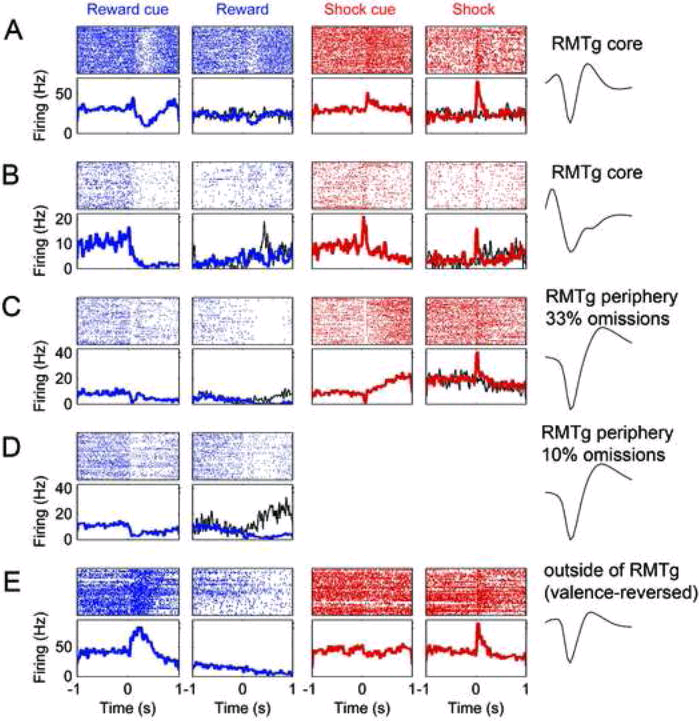 Reward cue Reward Shock cue Shock
A
Firing (Hz)
50
0
RMTg core
B
Firing (Hz)
20
10
0
RMTg core
C
Firing (Hz)
40
20
0
RMTg periphery
33% omissions
D
Firing (Hz)
40
20
0
RMTg periphery
10% omissions
E
Firing (Hz)
50
0
outside of RMTg
(valence-reversed)
-1 0 1 -1 0 1 -1 0 1 -1 0 1
Time (s) Time (s) Time (s) Time (s)